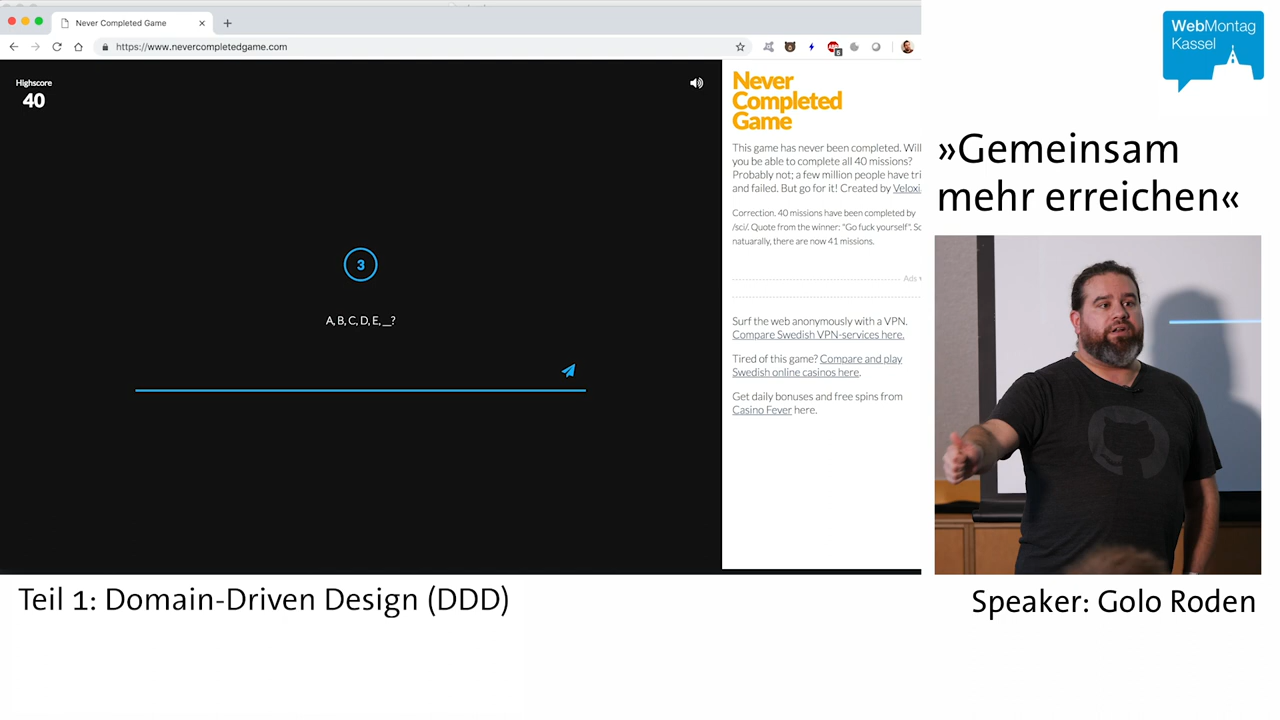 Never Completed Game
https://www.nevercompletedgame.com
Highscore
40
3
A, B, C, D, E, __?
Never
Completed
Game
This game has never been completed. Will
you be able to complete all 40 missions?
Probably not; a few million people have tri
and failed. But go for it! Created by Veloxi
Correction. 40 missions have been completed by
/sci/. Quote from the winner: "Go fuck yourself". So
natuarally, there are now 41 missions.
Ads
Surf the web anonymously with a VPN.
Compare Swedish VPN-services here.
Tired of this game? Compare and play
Swedish online casinos here.
Get daily bonuses and free spins from
Casino Fever here.
WebMontag
Kassel
»Gemeinsam
mehr erreichen«
Teil 1: Domain-Driven Design (DDD)
Speaker: Golo Roden